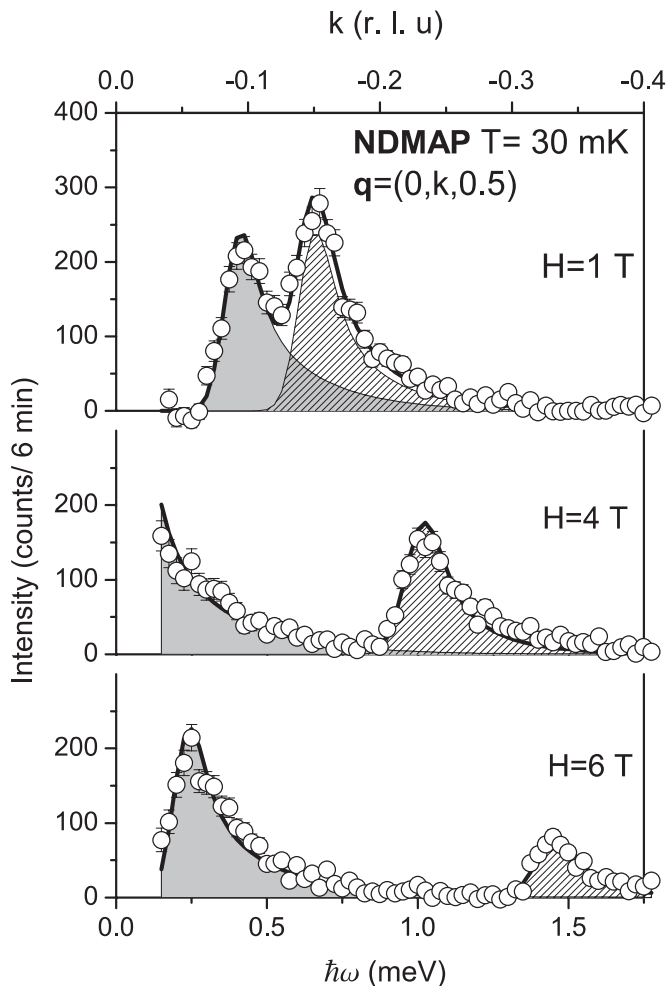 k (r. l. u)
0.0 -0.1 -0.2 -0.3 -0.4
400
NDMAP T= 30 mK
q=(0,k,0.5)
300
H=1 T
200
100
0
H=4 T
200
100
0
Intensity (counts/ 6 min)
H=6 T
200
100
0
0.0 0.5 1.0 1.5
ħω (meV)